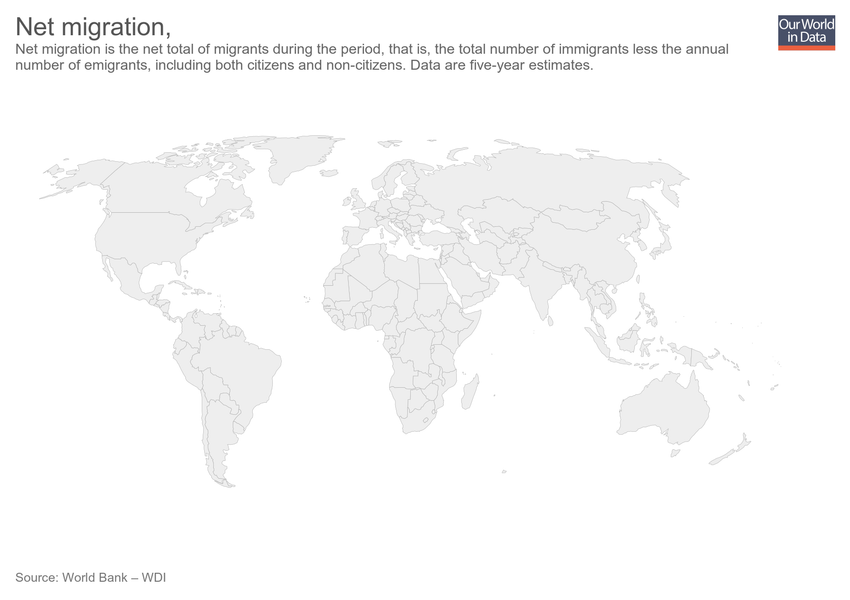 Net migration,
Our World
in Data
Net migration is the net total of migrants during the period, that is, the total number of immigrants less the annual
number of emigrants, including both citizens and non-citizens. Data are five-year estimates.
Source: World Bank – WDI